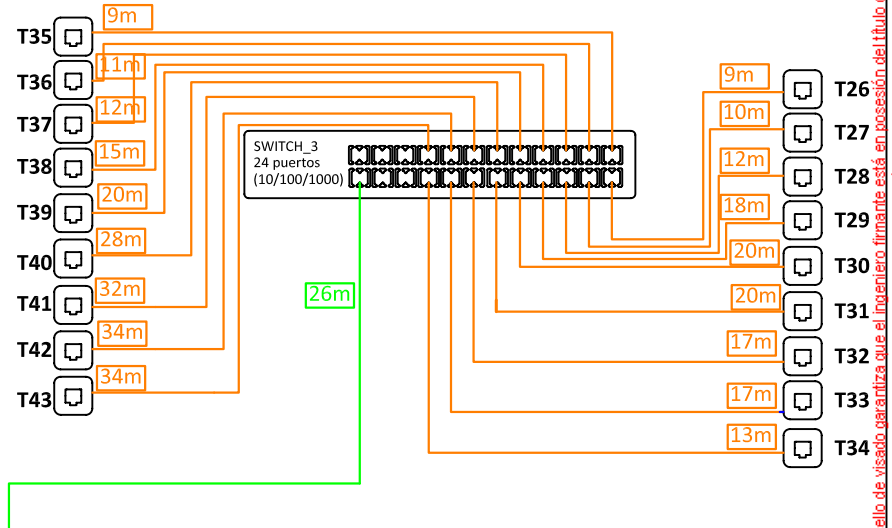 9m
T35
11m
T36
12m
T37
15m
T38
20m
T39
28m
T40
32m
T41
34m
T42
34m
T43
SWITCH_3
24 puertos
(10/100/1000)
26m
9m
T26
10m
T27
12m
T28
18m
T29
20m
T30
20m
T31
17m
T32
17m
T33
13m
T34
ello de visado garantiza que el ingeniero firmante está en posesión del título